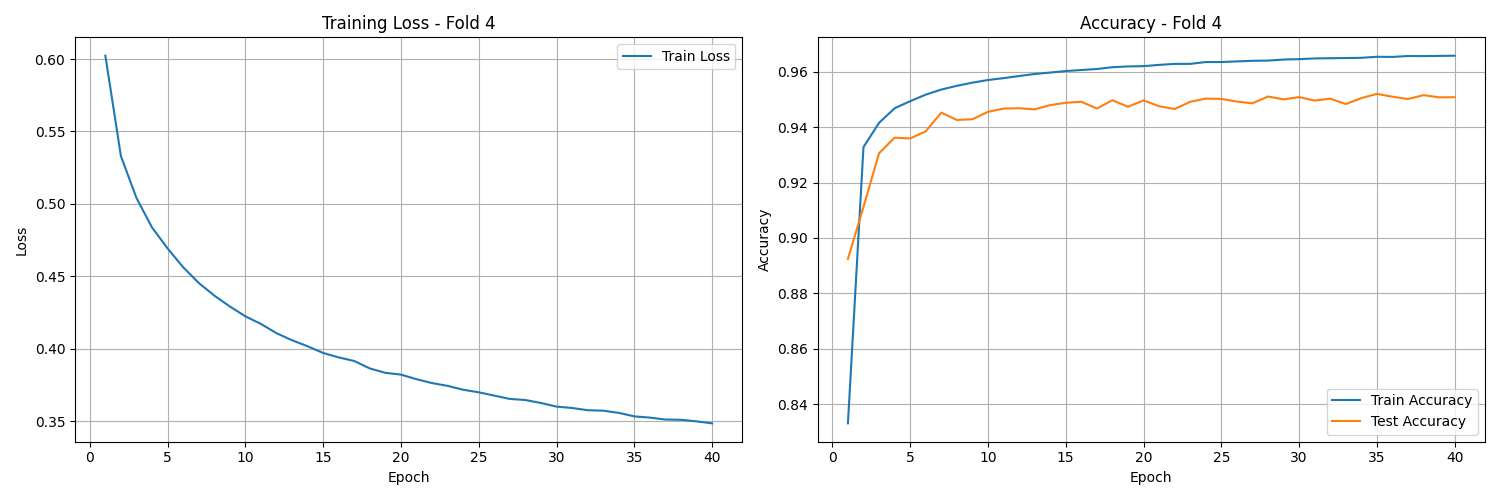 Training Loss - Fold 4
Train Loss
0.60
0.55
0.50
0.45
0.40
0.35
Loss
0 5 10 15 20 25 30 35 40
Epoch
Accuracy - Fold 4
0.96
0.94
0.92
0.90
0.88
0.86
0.84
Accuracy
Train Accuracy
Test Accuracy
0 5 10 15 20 25 30 35 40
Epoch